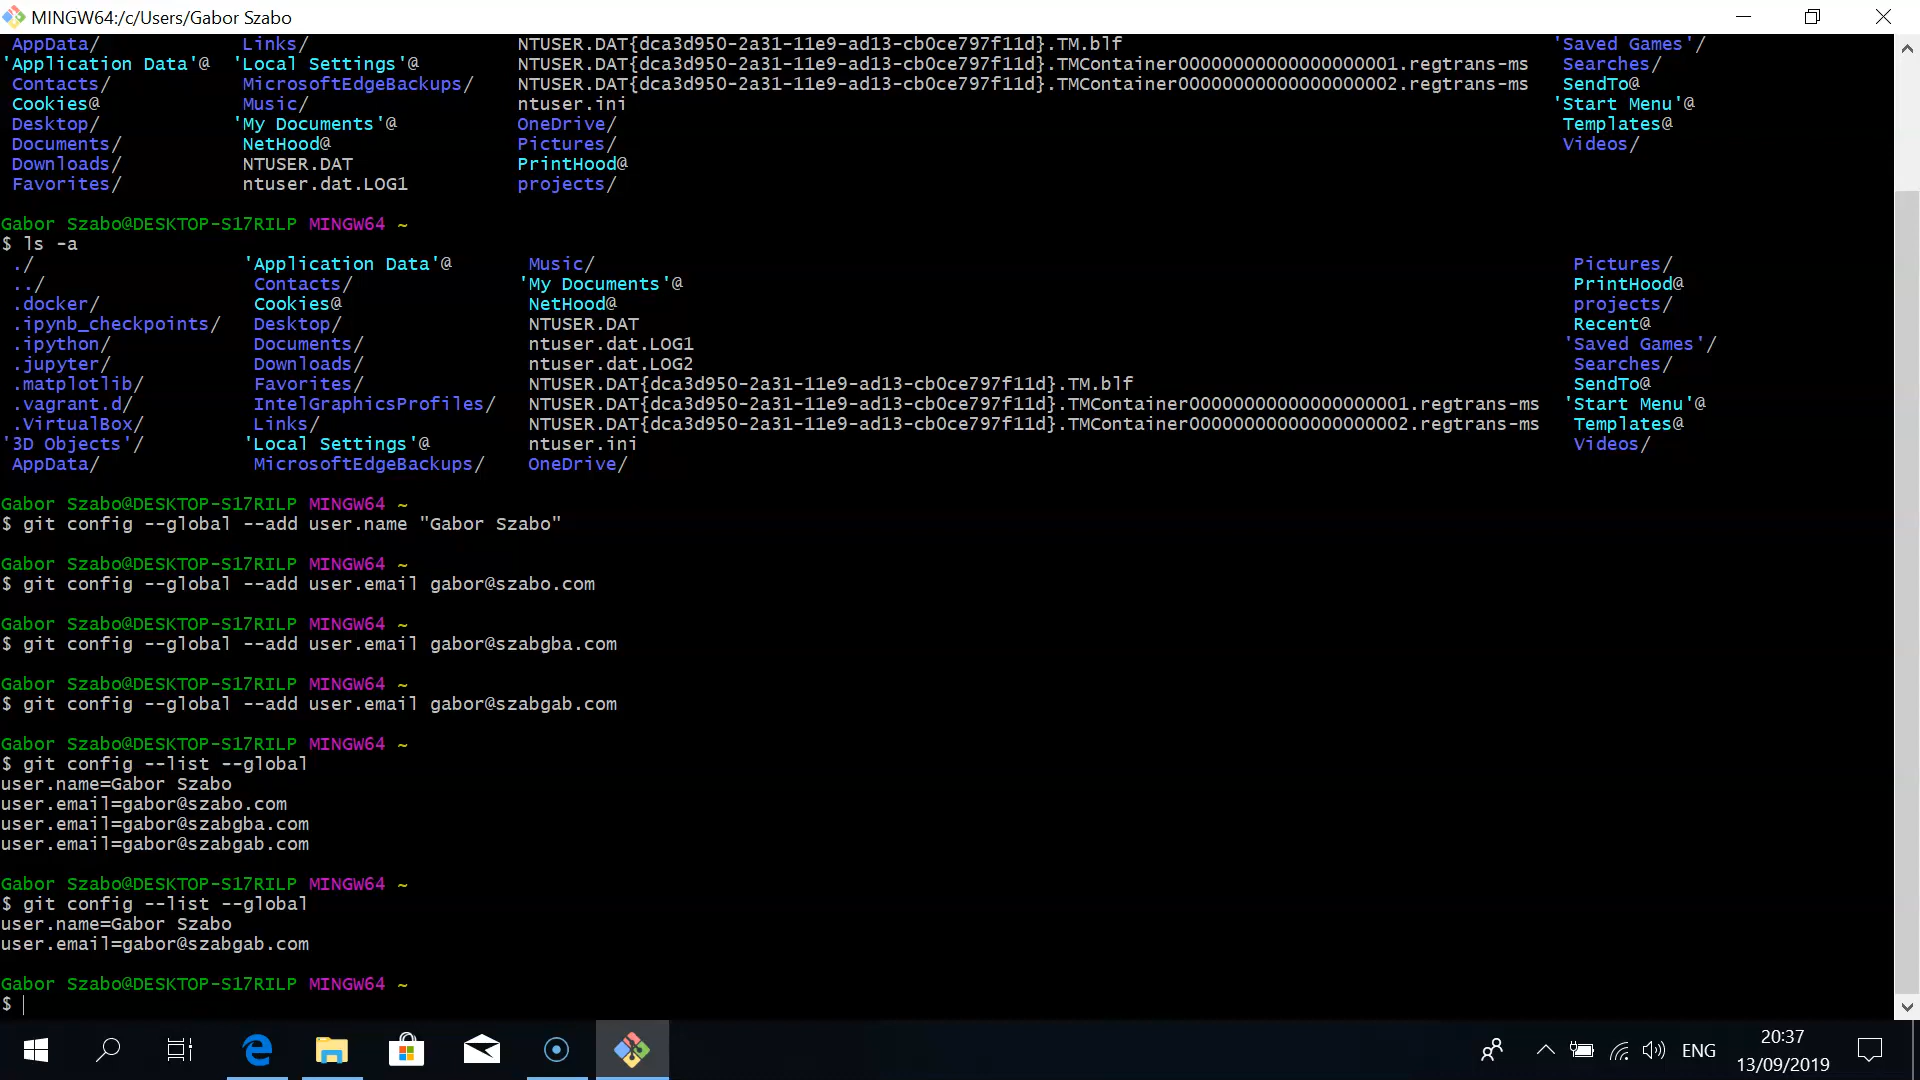 MINGW64:/c/Users/Gabor Szabo
AppData/ Links/ NTUSER.DAT{dca3d950-2a31-11e9-ad13-cb0ce797f11d}.TM.blf 'Saved Games'/
'Application Data'@ 'Local Settings'@ NTUSER.DAT{dca3d950-2a31-11e9-ad13-cb0ce797f11d}.TMContainer00000000000000000001.regtrans-ms Searches/
Contacts/ MicrosoftEdgeBackups/ NTUSER.DAT{dca3d950-2a31-11e9-ad13-cb0ce797f11d}.TMContainer00000000000000000002.regtrans-ms SendTo@
Cookies@ Music/ ntuser.ini 'Start Menu'@
Desktop/ 'My Documents'@ OneDrive/ Templates@
Documents/ NetHood@ Pictures/ Videos/
Downloads/ NTUSER.DAT PrintHood@
Favorites/ ntuser.dat.LOG1 projects/
Gabor Szabo@DESKTOP-S17RILP MINGW64 ~
$ ls -a
./ 'Application Data'@ Music/ Pictures/
../ Contacts/ 'My Documents'@ PrintHood@
.docker/ Cookies@ NetHood@ projects/
.ipynb_checkpoints/ Desktop/ NTUSER.DAT Recent@
.ipython/ Documents/ ntuser.dat.LOG1 'Saved Games'/
.jupyter/ Downloads/ ntuser.dat.LOG2 Searches/
.matplotlib/ Favorites/ NTUSER.DAT{dca3d950-2a31-11e9-ad13-cb0ce797f11d}.TM.blf SendTo@
.vagrant.d/ IntelGraphicsProfiles/ NTUSER.DAT{dca3d950-2a31-11e9-ad13-cb0ce797f11d}.TMContainer00000000000000000001.regtrans-ms 'Start Menu'@
.VirtualBox/ Links/ NTUSER.DAT{dca3d950-2a31-11e9-ad13-cb0ce797f11d}.TMContainer00000000000000000002.regtrans-ms Templates@
'3D Objects'/ 'Local Settings'@ ntuser.ini Videos/
AppData/ MicrosoftEdgeBackups/ OneDrive/
Gabor Szabo@DESKTOP-S17RILP MINGW64 ~
$ git config --global --add user.name "Gabor Szabo"
Gabor Szabo@DESKTOP-S17RILP MINGW64 ~
$ git config --global --add user.email gabor@szabo.com
Gabor Szabo@DESKTOP-S17RILP MINGW64 ~
$ git config --global --add user.email gabor@szabgba.com
Gabor Szabo@DESKTOP-S17RILP MINGW64 ~
$ git config --global --add user.email gabor@szabgab.com
Gabor Szabo@DESKTOP-S17RILP MINGW64 ~
$ git config --list --global
user.name=Gabor Szabo
user.email=gabor@szabo.com
user.email=gabor@szabgba.com
user.email=gabor@szabgab.com
Gabor Szabo@DESKTOP-S17RILP MINGW64 ~
$ git config --list --global
user.name=Gabor Szabo
user.email=gabor@szabgab.com
Gabor Szabo@DESKTOP-S17RILP MINGW64 ~
$
ENG
20:37
13/09/2019